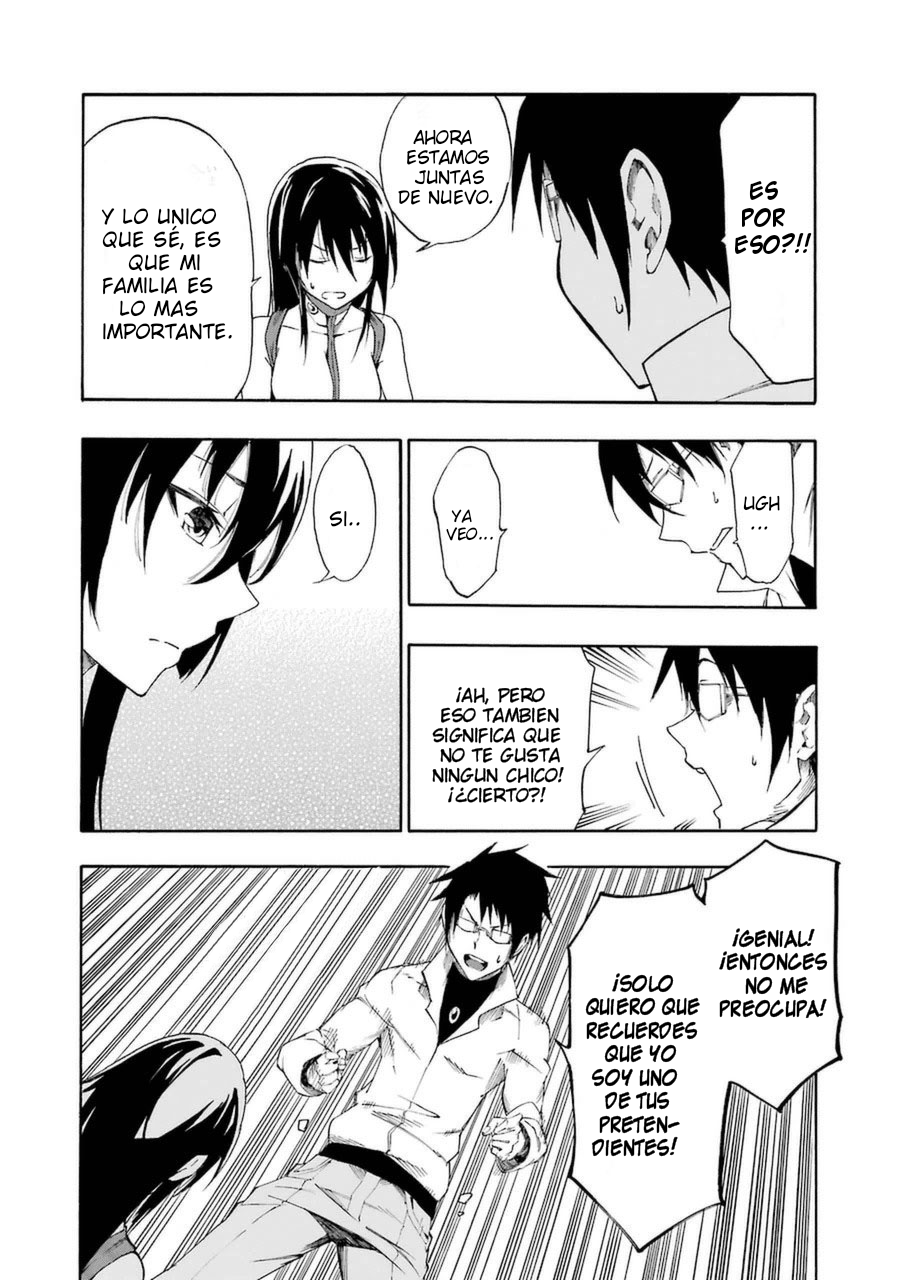 ES
POR
ESO?!!
AHORA
ESTAMOS
JUNTAS
DE NUEVO.
Y LO UNICO
QUE SÉ, ES
QUE MI
FAMILIA ES
LO MAS
IMPORTANTE.
UGH
...
YA
VEO...
SI..
¡AH, PERO
ESO TAMBIEN
SIGNIFICA QUE
NO TE GUSTA
NINGUN CHICO!
¡¿CIERTO?!
¡GENIAL!
¡ENTONCES
NO ME
PREOCUPA!
¡SOLO
QUIERO QUE
RECUERDES
QUE YO
SOY UNO
DE TUS
PRETEN-
DIENTES!